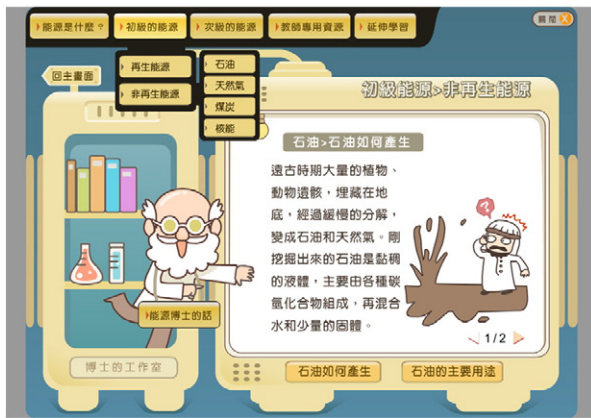 能源是什麼？
初級的能源
次級的能源
教師專用資源
延伸學習
關閉 X
再生能源
非再生能源
石油
天然氣
煤炭
核能
回主畫面
初級能源>非再生能源
石油>石油如何產生
遠古時期大量的植物、
動物遺骸，埋藏在地
底，經過緩慢的分解，
變成石油和天然氣。剛
挖掘出來的石油是黏稠
的液體，主要由各種碳
氫化合物組成，再混合
水和少量的固體。
?
1/2
能源博士的話
博士的工作室
石油如何產生
石油的主要用途